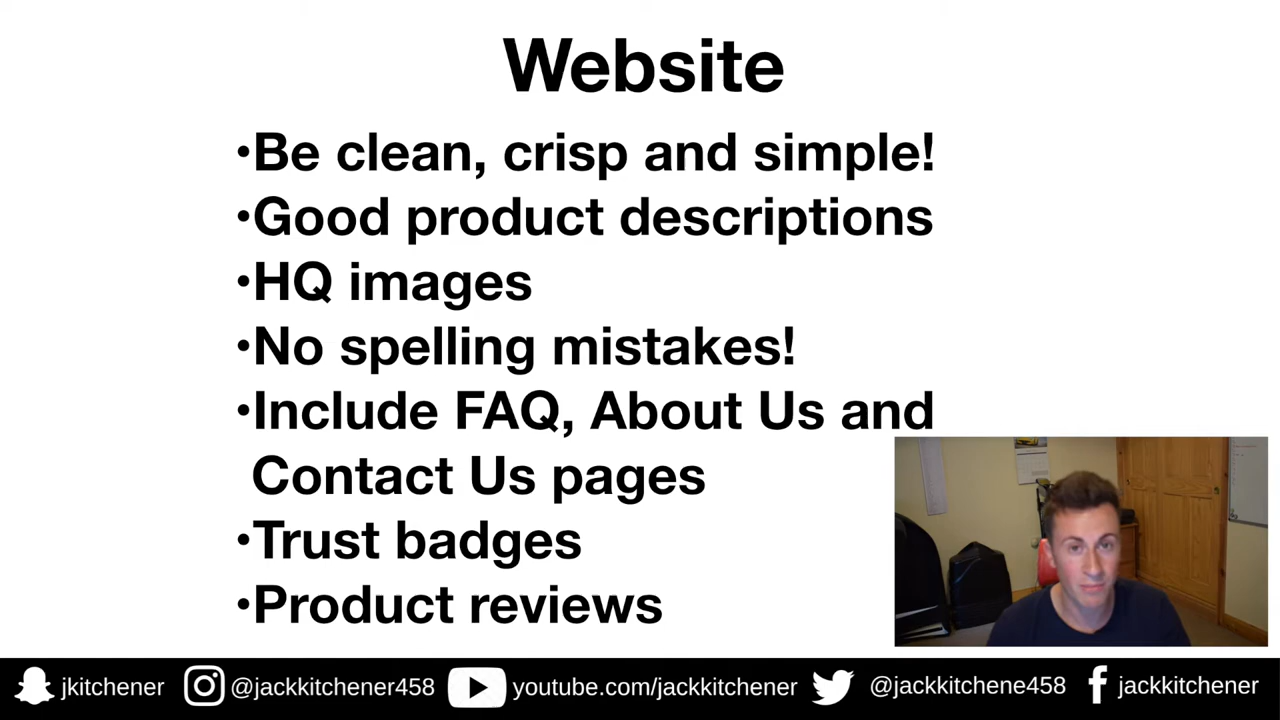 Website
•Be clean, crisp and simple!
•Good product descriptions
•HQ images
•No spelling mistakes!
•Include FAQ, About Us and
Contact Us pages
•Trust badges
•Product reviews
jkitchener @jackkitchener458 youtube.com/jackkitchener @jackkitchene458 jackkitchener